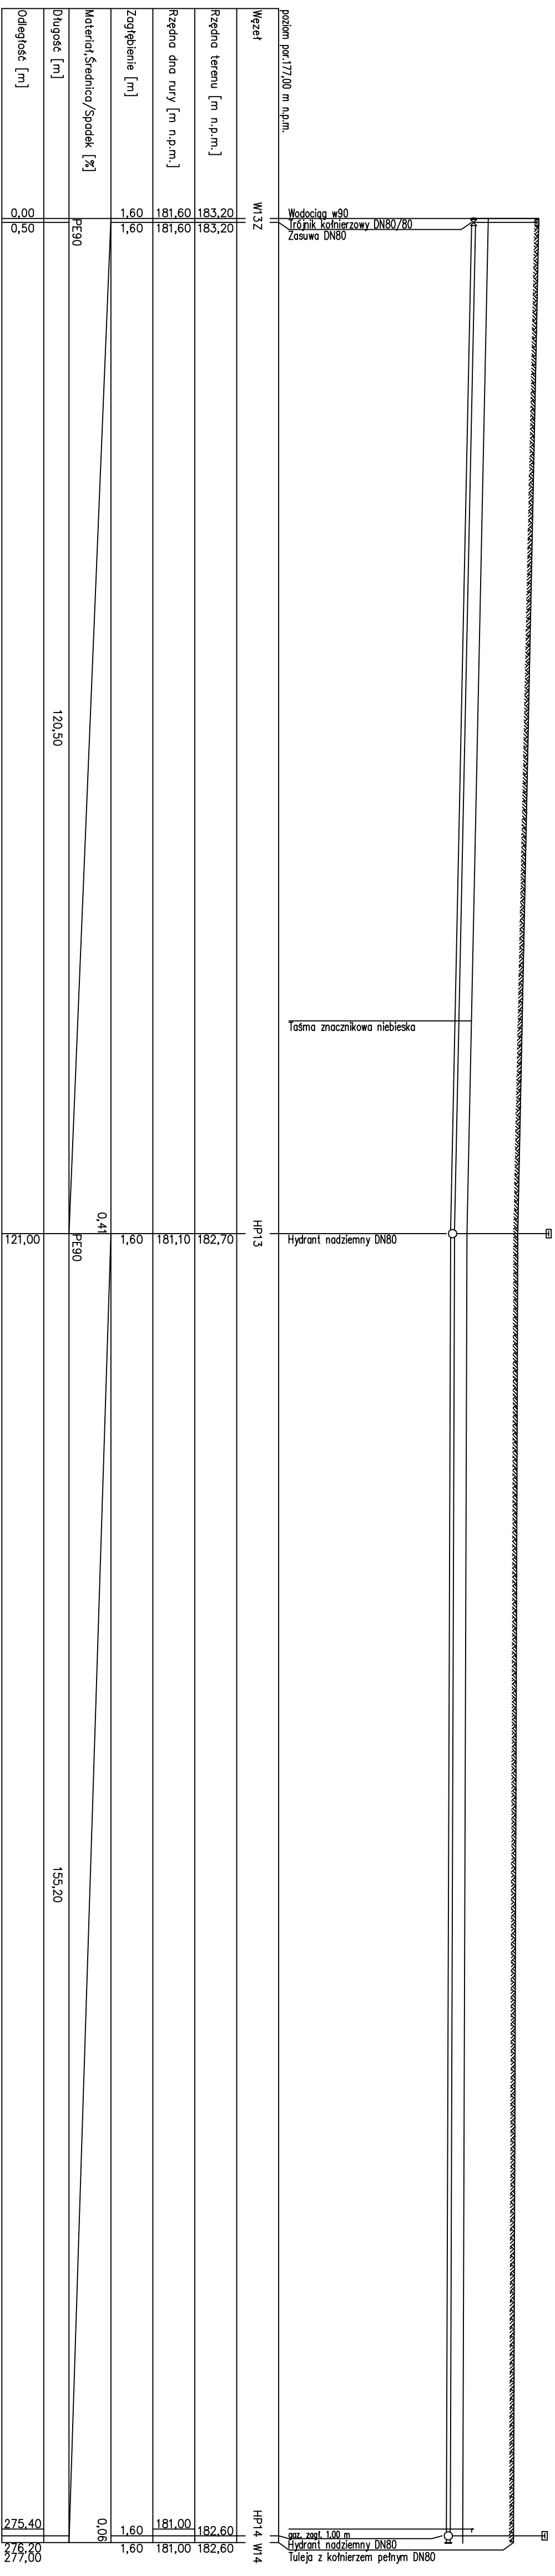 poziom por.177,00 m n.p.m.
Wodociąg w90
Trójnik kołnierzowy DN80/80
Zasuwa DN80
Taśma znacznikowa niebieska
Hydrant nadziemny DN80
gaz. zagł. 1,00 m
Hydrant nadziemny DN80
Tuleja z kołnierzem pełnym DN80
Węzeł
W13
Z
HP13
HP14
W14
Rzędna terenu [m n.p.m.]
183,20
183,20
182,70
182,60
182,60
Rzędna dna rury [m n.p.m.]
181,60
181,60
181,10
181,00
181,00
Zagłębienie [m]
1,60
1,60
1,60
1,60
1,60
Materiał,Średnica/Spadek [%]
PE90
0,41
PE90
0,06
Długość [m]
120,50
155,20
Odległość [m]
0,00
0,50
121,00
275,40
276,20
277,00